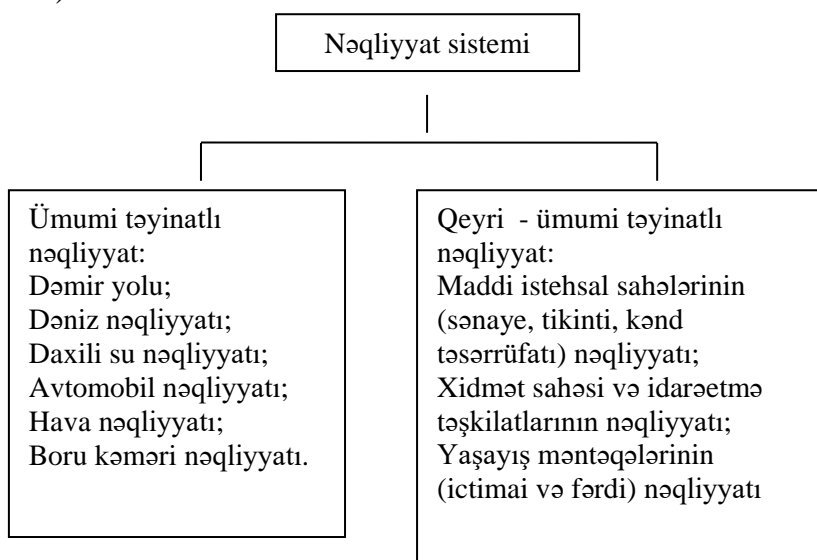 )
Nəqliyyat sistemi
Ümumi təyinatlı
nəqliyyat:
Dəmir yolu;
Dəniz nəqliyyatı;
Daxili su nəqliyyatı;
Avtomobil nəqliyyatı;
Hava nəqliyyatı;
Boru kəməri nəqliyyatı.
Qeyri - ümumi təyinatlı
nəqliyyat:
Maddi istehsal sahələrinin
(sənaye, tikinti, kənd
təsərrüfatı) nəqliyyatı;
Xidmət sahəsi və idarəetmə
təşkilatlarının nəqliyyatı;
Yaşayış məntəqələrinin
(ictimai və fərdi) nəqliyyatı